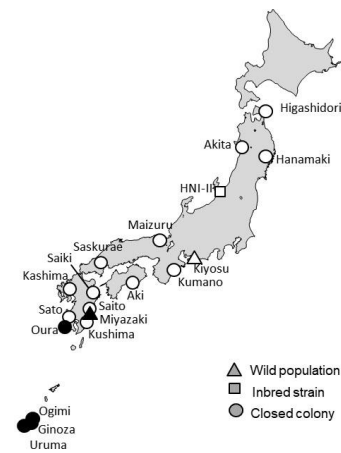 Higashidori
Akita
Hanamaki
HNI-II
Maizuru
Saskurae
Saiki
Kiyosu
Kashima
Kumano
Aki
Saito
Sato
Miyazaki
Oura
Kushima
Wild population
Inbred strain
Closed colony
Ogimi
Ginoza
Uruma